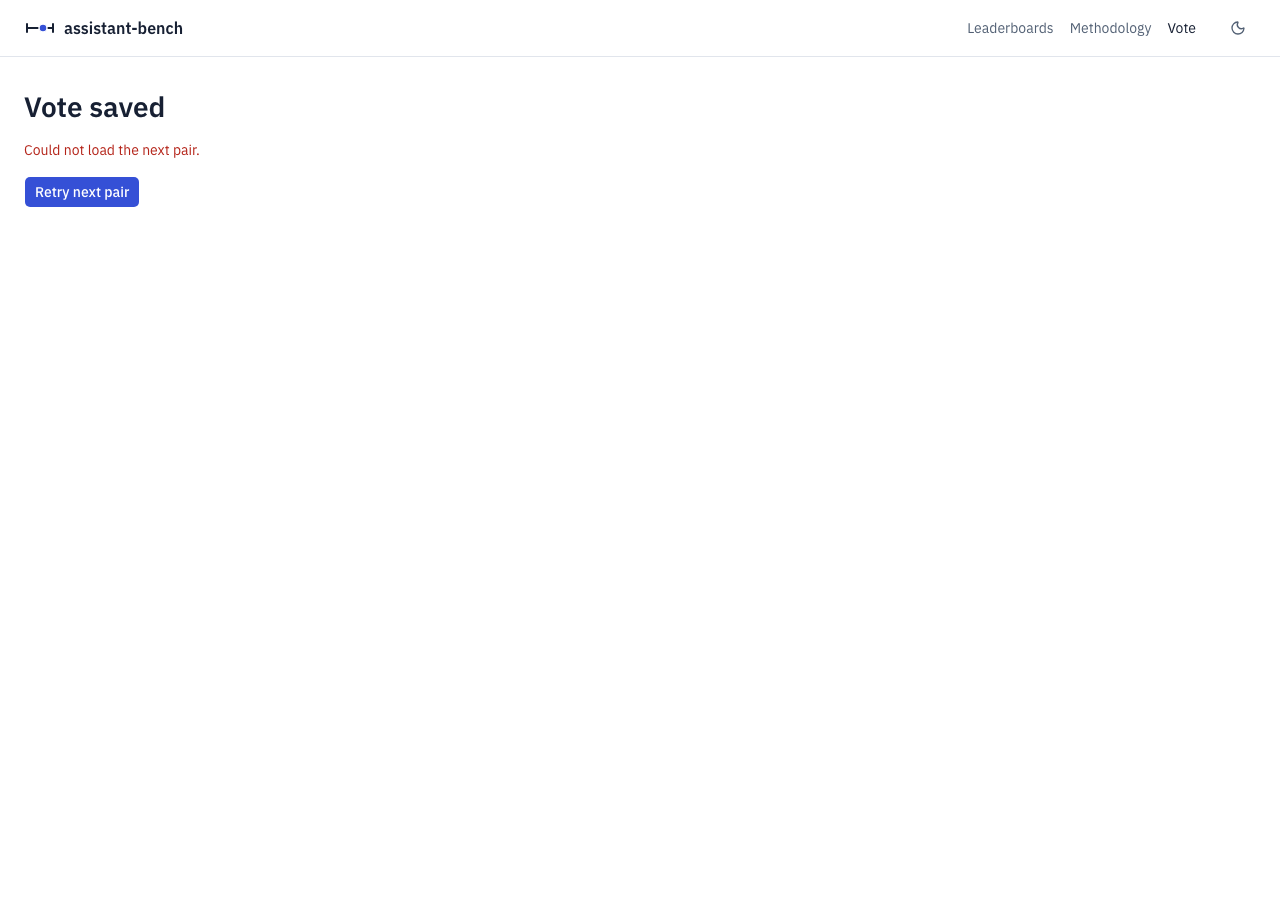 assistant-bench
Leaderboards Methodology Vote
Vote saved
Could not load the next pair.
Retry next pair